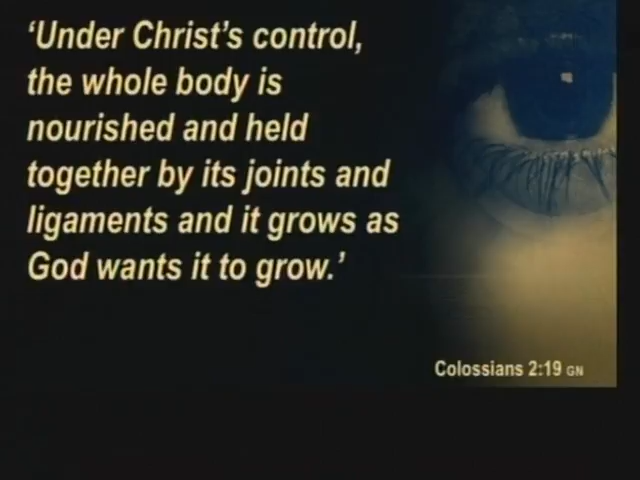 ‘Under Christ’s control,
the whole body is
nourished and held
together by its joints and
ligaments and it grows as
God wants it to grow.’
Colossians 2:19 GN